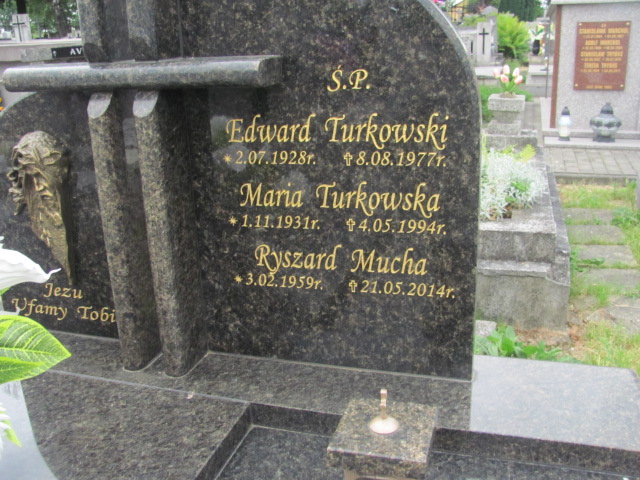 Ś.P.
Edward Turkowski
* 2.07.1928r. ✝ 8.08.1977r.
Maria Turkowska
* 1.11.1931r. ✝ 4.05.1994r.
Ryszard Mucha
* 3.02.1959r. ✝ 21.05.2014r.
Jezu
Ufamy Tobi